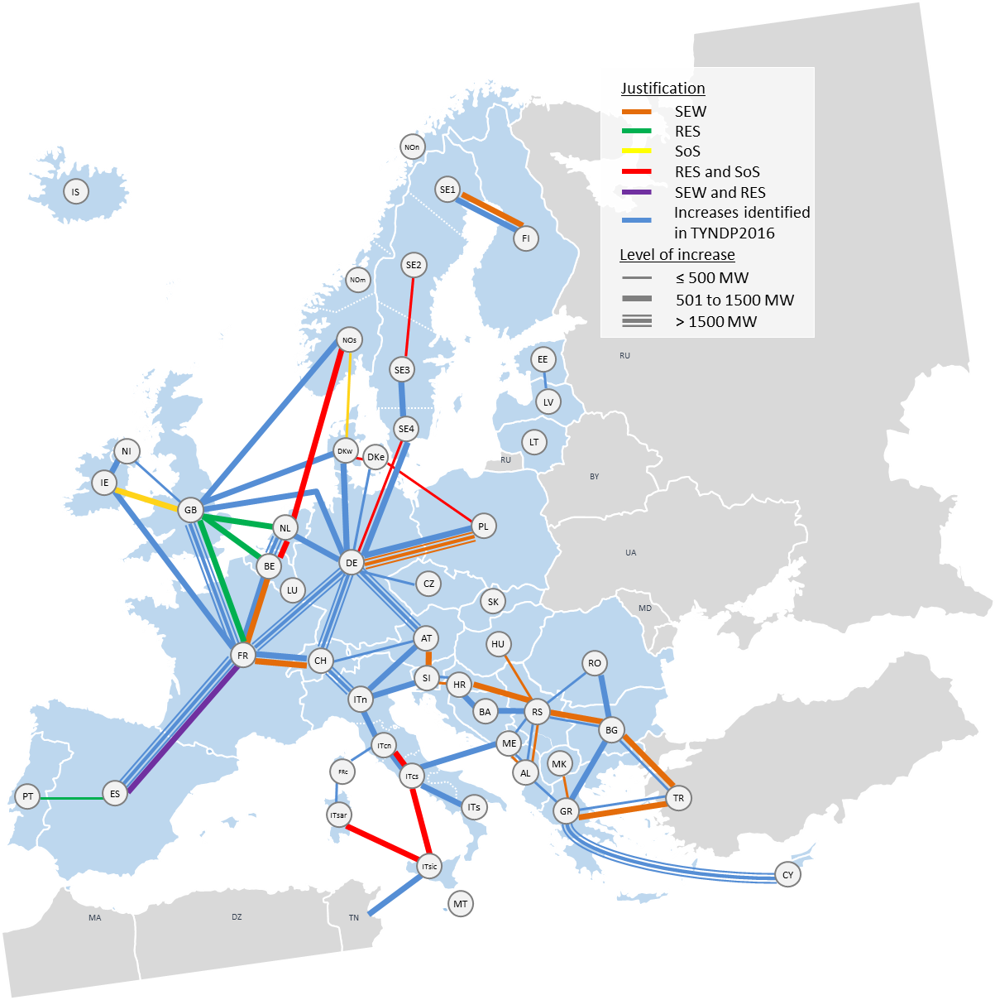 Justification
SEW
RES
SoS
RES and SoS
SEW and RES
Increases identified
in TYNDP2016
Level of increase
≤ 500 MW
501 to 1500 MW
> 1500 MW
NOn
SE1
IS
FI
SE2
NOm
NOs
RU
EE
SE3
LV
SE4
LT
NI
DKw
DKe
RU
BY
IE
GB
NL
PL
UA
BE
DE
LU
CZ
SK
MD
AT
HU
FR
CH
RO
SI
HR
ITn
BA
RS
BG
ME
ITcn
MK
FRc
ITcs
AL
PT
ES
TR
ITs
GR
ITsar
ITsic
CY
MT
MA
DZ
TN